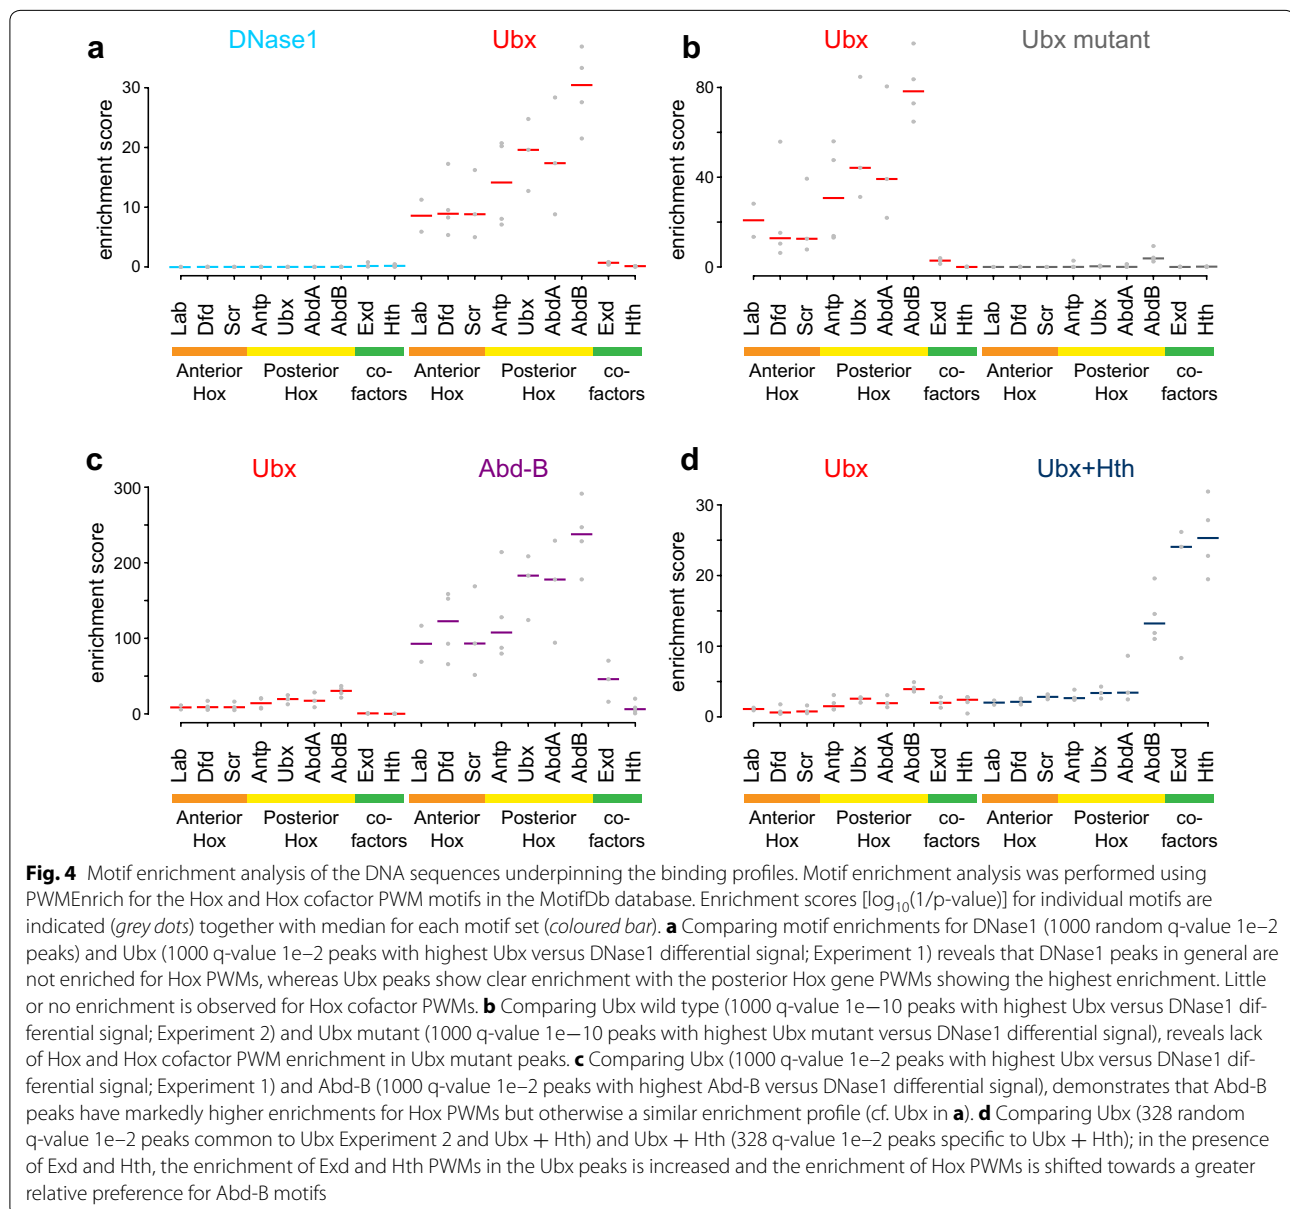 a
DNase1
Ubx
enrichment score
30
20
10
0
Lab
Dfd
Scr
Antp
Ubx
AbdA
AbdB
Exd
Hth
Lab
Dfd
Scr
Antp
Ubx
AbdA
AbdB
Exd
Hth
Anterior
Hox
Posterior
Hox
co-
factors
Anterior
Hox
Posterior
Hox
co-
factors
b
Ubx
Ubx mutant
enrichment score
80
40
0
Lab
Dfd
Scr
Antp
Ubx
AbdA
AbdB
Exd
Hth
Lab
Dfd
Scr
Antp
Ubx
AbdA
AbdB
Exd
Hth
Anterior
Hox
Posterior
Hox
co-
factors
Anterior
Hox
Posterior
Hox
co-
factors
c
Ubx
Abd-B
enrichment score
300
200
100
0
Lab
Dfd
Scr
Antp
Ubx
AbdA
AbdB
Exd
Hth
Lab
Dfd
Scr
Antp
Ubx
AbdA
AbdB
Exd
Hth
Anterior
Hox
Posterior
Hox
co-
factors
Anterior
Hox
Posterior
Hox
co-
factors
d
Ubx
Ubx+Hth
enrichment score
30
20
10
0
Lab
Dfd
Scr
Antp
Ubx
AbdA
AbdB
Exd
Hth
Lab
Dfd
Scr
Antp
Ubx
AbdA
AbdB
Exd
Hth
Anterior
Hox
Posterior
Hox
co-
factors
Anterior
Hox
Posterior
Hox
co-
factors
Fig. 4 Motif enrichment analysis of the DNA sequences underpinning the binding profiles. Motif enrichment analysis was performed using
PWMEnrich for the Hox and Hox cofactor PWM motifs in the MotifDb database. Enrichment scores [log10(1/p-value)] for individual motifs are
indicated (grey dots) together with median for each motif set (coloured bar). a Comparing motif enrichments for DNase1 (1000 random q-value 1e–2
peaks) and Ubx (1000 q-value 1e–2 peaks with highest Ubx versus DNase1 differential signal; Experiment 1) reveals that DNase1 peaks in general are
not enriched for Hox PWMs, whereas Ubx peaks show clear enrichment with the posterior Hox gene PWMs showing the highest enrichment. Little
or no enrichment is observed for Hox cofactor PWMs. b Comparing Ubx wild type (1000 q-value 1e−10 peaks with highest Ubx versus DNase1 dif-
ferential signal; Experiment 2) and Ubx mutant (1000 q-value 1e−10 peaks with highest Ubx mutant versus DNase1 differential signal), reveals lack
of Hox and Hox cofactor PWM enrichment in Ubx mutant peaks. c Comparing Ubx (1000 q-value 1e–2 peaks with highest Ubx versus DNase1 dif-
ferential signal; Experiment 1) and Abd-B (1000 q-value 1e–2 peaks with highest Abd-B versus DNase1 differential signal), demonstrates that Abd-B
peaks have markedly higher enrichments for Hox PWMs but otherwise a similar enrichment profile (cf. Ubx in a). d Comparing Ubx (328 random
q-value 1e–2 peaks common to Ubx Experiment 2 and Ubx + Hth) and Ubx + Hth (328 q-value 1e–2 peaks specific to Ubx + Hth); in the presence
of Exd and Hth, the enrichment of Exd and Hth PWMs in the Ubx peaks is increased and the enrichment of Hox PWMs is shifted towards a greater
relative preference for Abd-B motifs